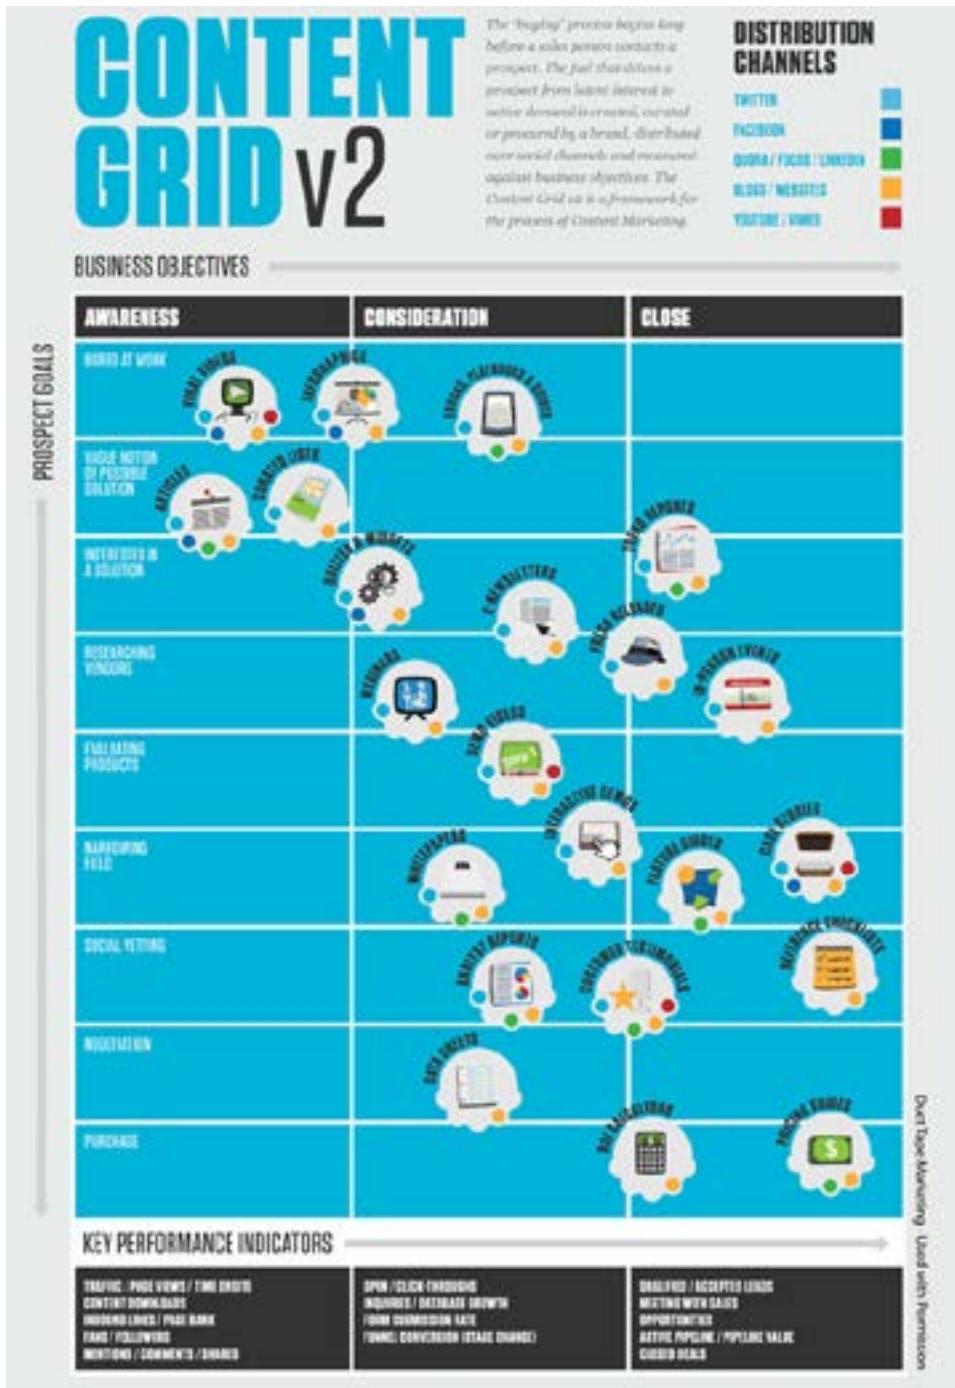 CONTENT
GRID v2
The "buying" process begins long
before a sales person contacts a
prospect. The fuel that drives a
prospect from latent interest to
active demand is created, curated
or procured by a brand, distributed
over social channels and measured
against business objectives. The
Content Grid v2 is a framework for
the process of Content Marketing.
DISTRIBUTION
CHANNELS
TWITTER
FACEBOOK
QUORA / FOCUS / LINKEDIN
BLOGS / WEBSITES
YOUTUBE / VIMEO
BUSINESS OBJECTIVES
PROSPECT GOALS
AWARENESS
CONSIDERATION
CLOSE
BORED AT WORK
VIRAL VIDEOS
INFOGRAPHICS
EBOOKS, PLAYBOOKS & GUIDES
VAGUE NOTION
OF POSSIBLE
SOLUTION
ARTICLES
CURATED LISTS
TREND REPORTS
INTERESTED IN
A SOLUTION
& WIDGETS
E-NEWSLETTERS
PRESS RELEASES
RESEARCHING
VENDORS
WEBINARS
IN-PERSON EVENTS
DEMO VIDEOS
EVALUATING
PRODUCTS
INTERACTIVE DEMOS
CASE STUDIES
NARROWING
FIELD
WHITEPAPERS
FEATURE GUIDES
SOCIAL VETTING
ANALYST REPORTS
CUSTOMER TESTIMONIALS
REFERENCE CHECKLISTS
NEGOTIATION
DATA SHEETS
PURCHASE
ROI CALCULATORS
PRICING GUIDES
$
KEY PERFORMANCE INDICATORS
TRAFFIC / PAGE VIEWS / TIME ONSITE
CONTENT DOWNLOADS
INBOUND LINKS / PAGE RANK
FANS / FOLLOWERS
MENTIONS / COMMENTS / SHARES
OPEN / CLICK-THROUGHS
INQUIRIES / DATABASE GROWTH
FORM SUBMISSION RATE
FUNNEL CONVERSION (STAGE CHANGE)
QUALIFIED / ACCEPTED LEADS
MEETING WITH SALES
OPPORTUNITIES
ACTIVE PIPELINE / PIPELINE VALUE
CLOSED DEALS
Duct Tape Marketing - Used with Permission